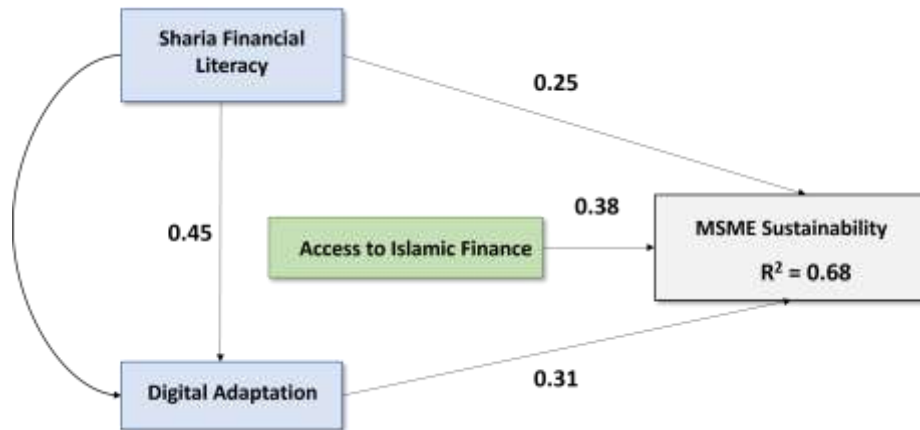 Sharia Financial
Literacy
0.25
0.38
MSME Sustainability
R² = 0.68
0.45
Access to Islamic Finance
Digital Adaptation
0.31